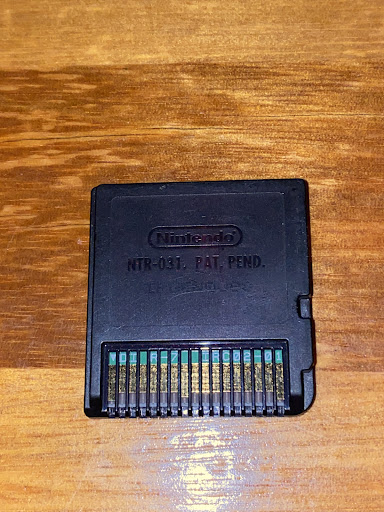 Nintendo
NTR-031. PAT. PEND.